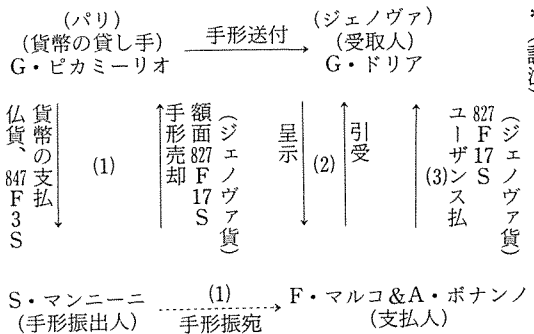 (パリ)
(貨幣の貸し手)
G・ピカミーリオ
手形送付
(ジェノヴァ)
(受取人)
G・ドリア
貨幣の支払
仏貨、847F3S
(1)
(ジェノヴァ貨)
額面827F17S
手形売却
呈示
(2)
引受
(ジェノヴァ貨)
827F17S
(3)ユーザンス払
S・マンニーニ
(手形振出人)
(1)
手形振宛
F・マルコ&A・ボナンノ
(支払人)